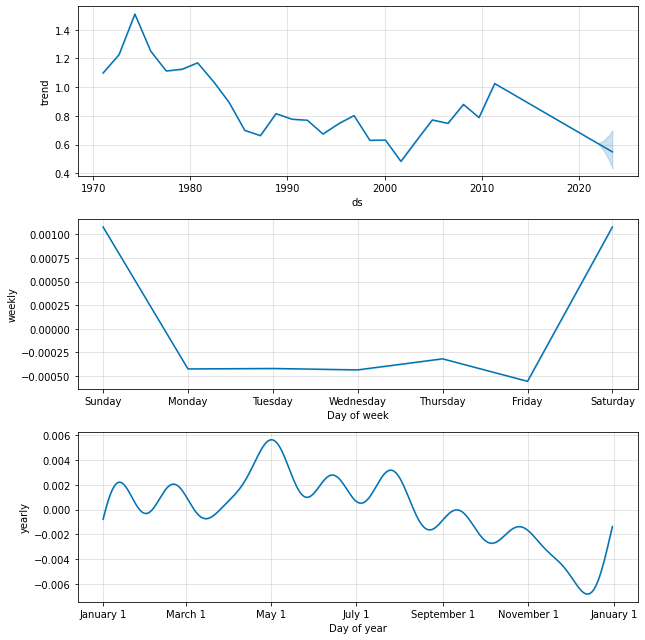 1.4
1.2
1.0
0.8
0.6
0.4
trend
1970 1980 1990 2000 2010 2020
ds
0.00100
0.00075
0.00050
0.00025
0.00000
−0.00025
−0.00050
weekly
Sunday Monday Tuesday Wednesday Thursday Friday Saturday
Day of week
0.006
0.004
0.002
0.000
−0.002
−0.004
−0.006
yearly
January 1 March 1 May 1 July 1 September 1 November 1 January 1
Day of year